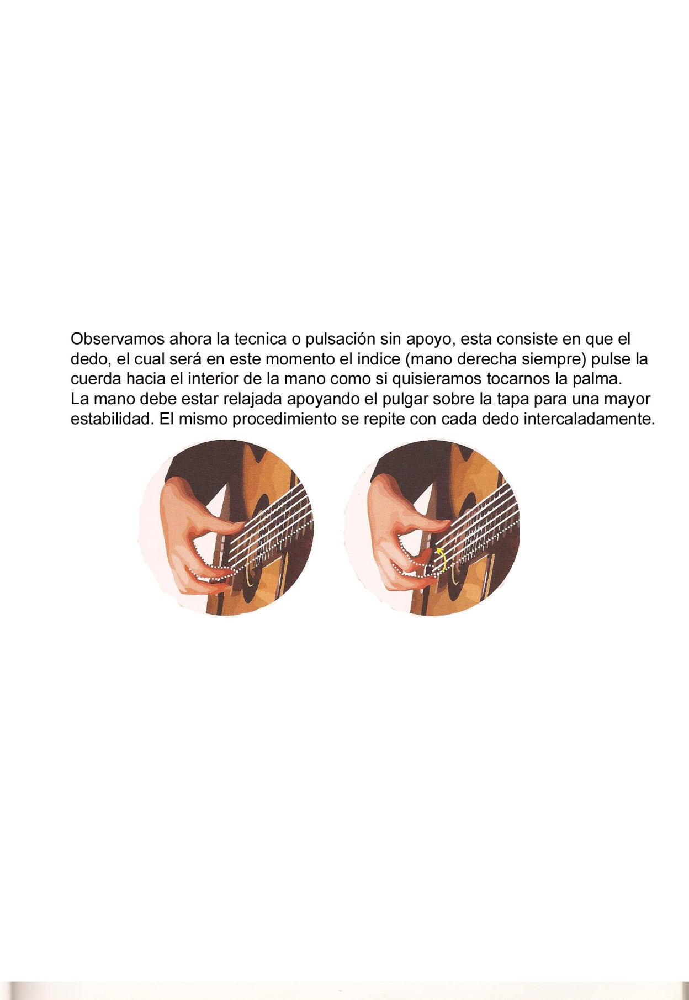 Observamos ahora la tecnica o pulsación sin apoyo, esta consiste en que el
dedo, el cual será en este momento el indice (mano derecha siempre) pulse la
cuerda hacia el interior de la mano como si quisieramos tocarnos la palma.
La mano debe estar relajada apoyando el pulgar sobre la tapa para una mayor
estabilidad. El mismo procedimiento se repite con cada dedo intercaladamente.